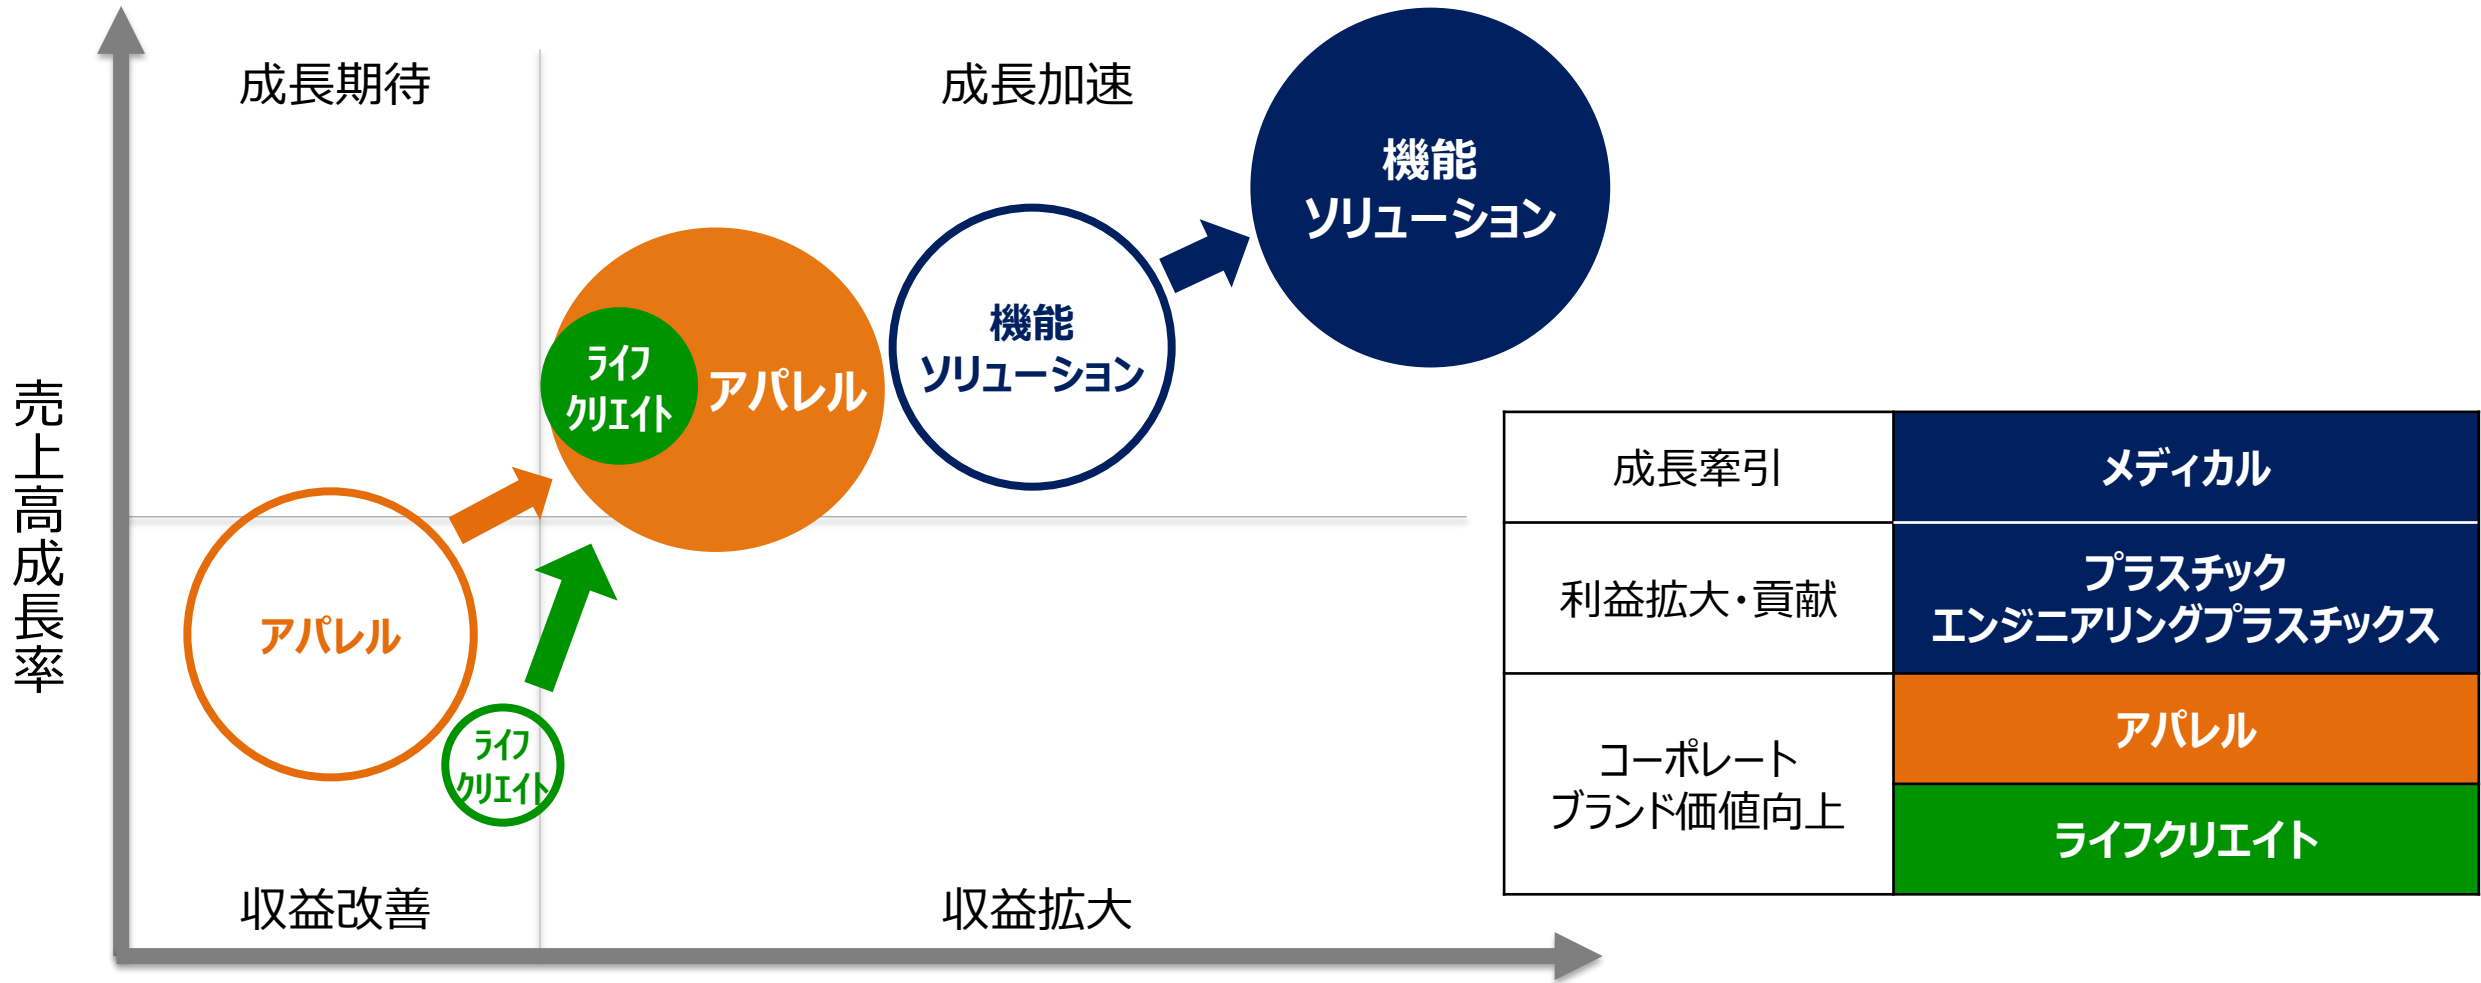 成長期待
成長加速
機能
ソリューション
機能
ソリューション
ライフ
クリエイト
アパレル
売上高成長率
アパレル
ライフ
クリエイト
収益改善
収益拡大
成長牽引
メディカル
利益拡大・貢献
プラスチック
エンジニアリングプラスチックス
コーポレート
ブランド価値向上
アパレル
ライフクリエイト